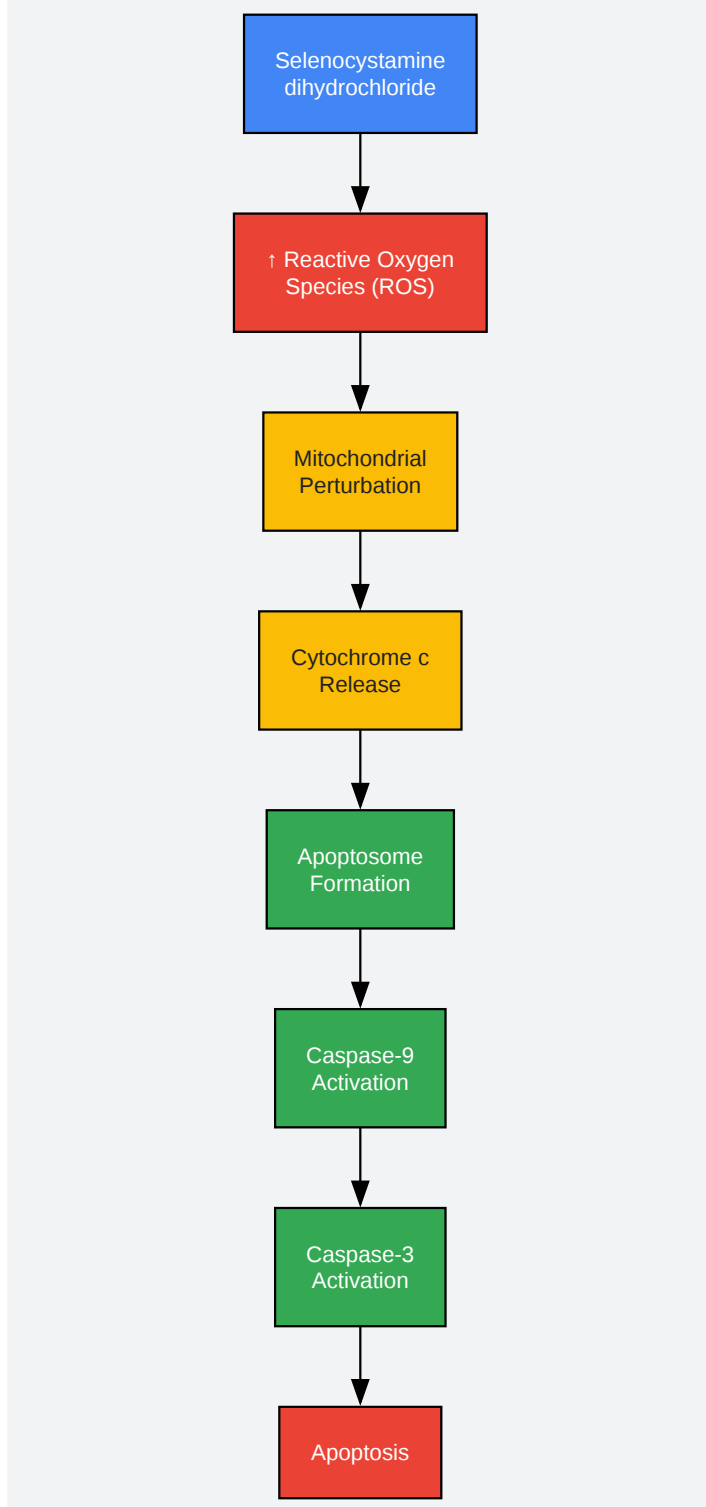 Selenocystamine
dihydrochloride
↑ Reactive Oxygen
Species (ROS)
Mitochondrial
Perturbation
Cytochrome c
Release
Apoptosome
Formation
Caspase-9
Activation
Caspase-3
Activation
Apoptosis